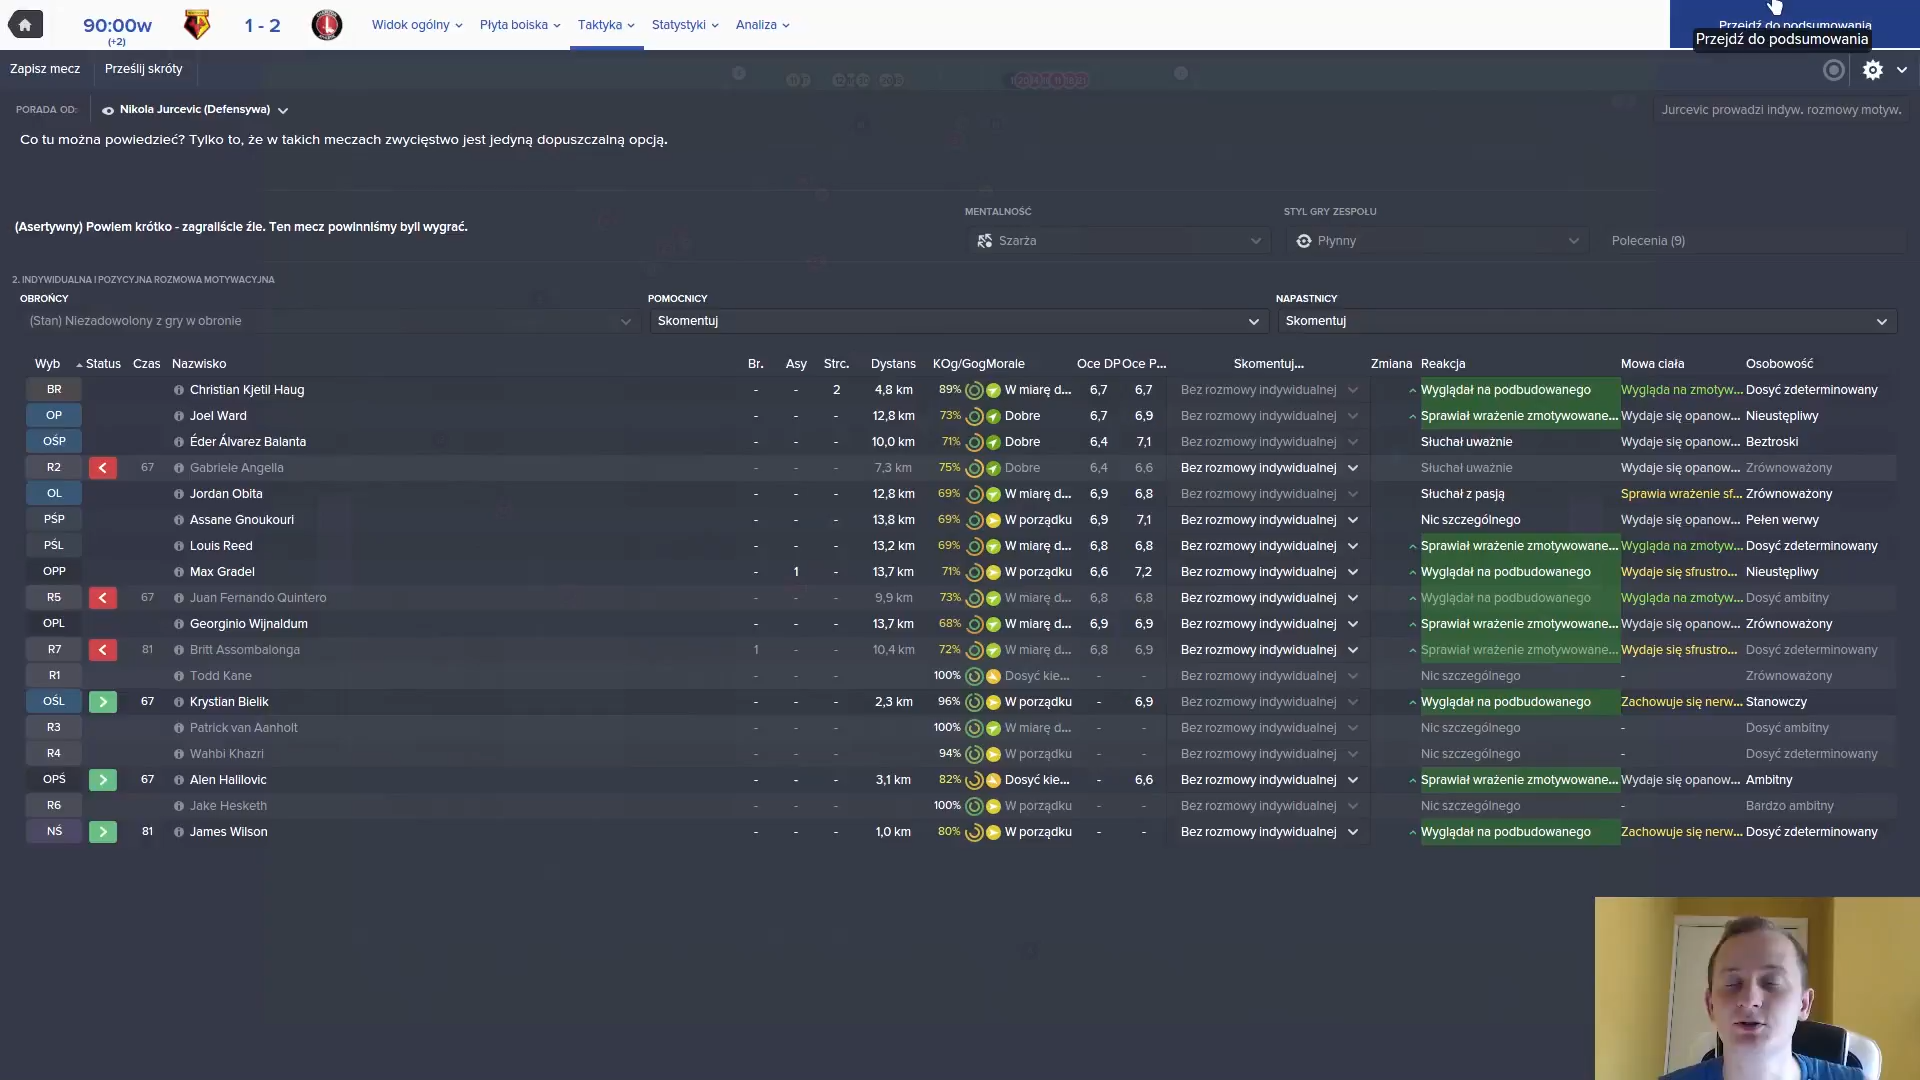 90:00w
(+2)
1 - 2
Widok ogólny
Płyta boiska
Taktyka
Statystyki
Analiza
Przejdź do podsumowania
Przejdź do podsumowania
Zapisz mecz
Prześlij skróty
PORADA OD:
Nikola Jurcevic (Defensywa)
Jurcevic prowadzi indyw. rozmowy motyw.
Co tu można powiedzieć? Tylko to, że w takich meczach zwycięstwo jest jedyną dopuszczalną opcją.
MENTALNOŚĆ
STYL GRY ZESPOŁU
(Asertywny) Powiem krótko - zagraliście źle. Ten mecz powinniśmy byli wygrać.
Szarża
Płynny
Polecenia (9)
2. INDYWIDUALNA I POZYCYJNA ROZMOWA MOTYWACYJNA
OBROŃCY
POMOCNICY
NAPASTNICY
(Stan) Niezadowolony z gry w obronie
Skomentuj
Skomentuj
Wyb Status Czas Nazwisko Br. Asy Strc. Dystans KOg/GogMorale Oce DP Oce P... Skomentuj... Zmiana Reakcja Mowa ciała Osobowość
BR Christian Kjetil Haug - - 2 4,8 km 89% W miarę d... 6,7 6,7 Bez rozmowy indywidualnej Wyglądał na podbudowanego Wygląda na zmotyw... Dosyć zdeterminowany
OP Joel Ward - - - 12,8 km 73% Dobre 6,7 6,9 Bez rozmowy indywidualnej Sprawiał wrażenie zmotywowane... Wydaje się opanow... Nieustępliwy
OŚP Éder Álvarez Balanta - - - 10,0 km 71% Dobre 6,4 7,1 Bez rozmowy indywidualnej Słuchał uważnie Wydaje się opanow... Beztroski
R2 67 Gabriele Angella - - - 7,3 km 75% Dobre 6,4 6,6 Bez rozmowy indywidualnej Słuchał uważnie Wydaje się opanow... Zrównoważony
OL Jordan Obita - - - 12,8 km 69% W miarę d... 6,9 6,8 Bez rozmowy indywidualnej Słuchał z pasją Sprawia wrażenie sf... Zrównoważony
PŚP Assane Gnoukouri - - - 13,8 km 69% W porządku 6,9 7,1 Bez rozmowy indywidualnej Nic szczególnego Wydaje się opanow... Pełen werwy
PŚL Louis Reed - - - 13,2 km 69% W miarę d... 6,8 6,8 Bez rozmowy indywidualnej Sprawiał wrażenie zmotywowane... Wygląda na zmotyw... Dosyć zdeterminowany
OPP Max Gradel - 1 - 13,7 km 71% W porządku 6,6 7,2 Bez rozmowy indywidualnej Wyglądał na podbudowanego Wydaje się sfrustro... Nieustępliwy
R5 67 Juan Fernando Quintero - - - 9,9 km 73% W miarę d... 6,8 6,8 Bez rozmowy indywidualnej Wyglądał na podbudowanego Wygląda na zmotyw... Dosyć ambitny
OPL Georginio Wijnaldum - - - 13,7 km 68% W miarę d... 6,9 6,9 Bez rozmowy indywidualnej Sprawiał wrażenie zmotywowane... Wydaje się opanow... Zrównoważony
R7 81 Britt Assombalonga 1 - - 10,4 km 72% W miarę d... 6,8 6,9 Bez rozmowy indywidualnej Sprawiał wrażenie zmotywowane... Wydaje się sfrustro... Dosyć zdeterminowany
R1 Todd Kane - - - - 100% Dosyć kie... - - Bez rozmowy indywidualnej Nic szczególnego - Zrównoważony
OŚL 67 Krystian Bielik - - - 2,3 km 96% W porządku - 6,9 Bez rozmowy indywidualnej Wyglądał na podbudowanego Zachowuje się nerw... Stanowczy
R3 Patrick van Aanholt - - - - 100% W miarę d... - - Bez rozmowy indywidualnej Nic szczególnego - Dosyć ambitny
R4 Wahbi Khazri - - - - 94% W porządku - - Bez rozmowy indywidualnej Nic szczególnego - Dosyć zdeterminowany
OPŚ 67 Alen Halilovic - - - 3,1 km 82% Dosyć kie... - 6,6 Bez rozmowy indywidualnej Sprawiał wrażenie zmotywowane... Wydaje się opanow... Ambitny
R6 Jake Hesketh - - - - 100% W porządku - - Bez rozmowy indywidualnej Nic szczególnego - Bardzo ambitny
NŚ 81 James Wilson - - - 1,0 km 80% W porządku - - Bez rozmowy indywidualnej Wyglądał na podbudowanego Zachowuje się nerw... Dosyć zdeterminowany